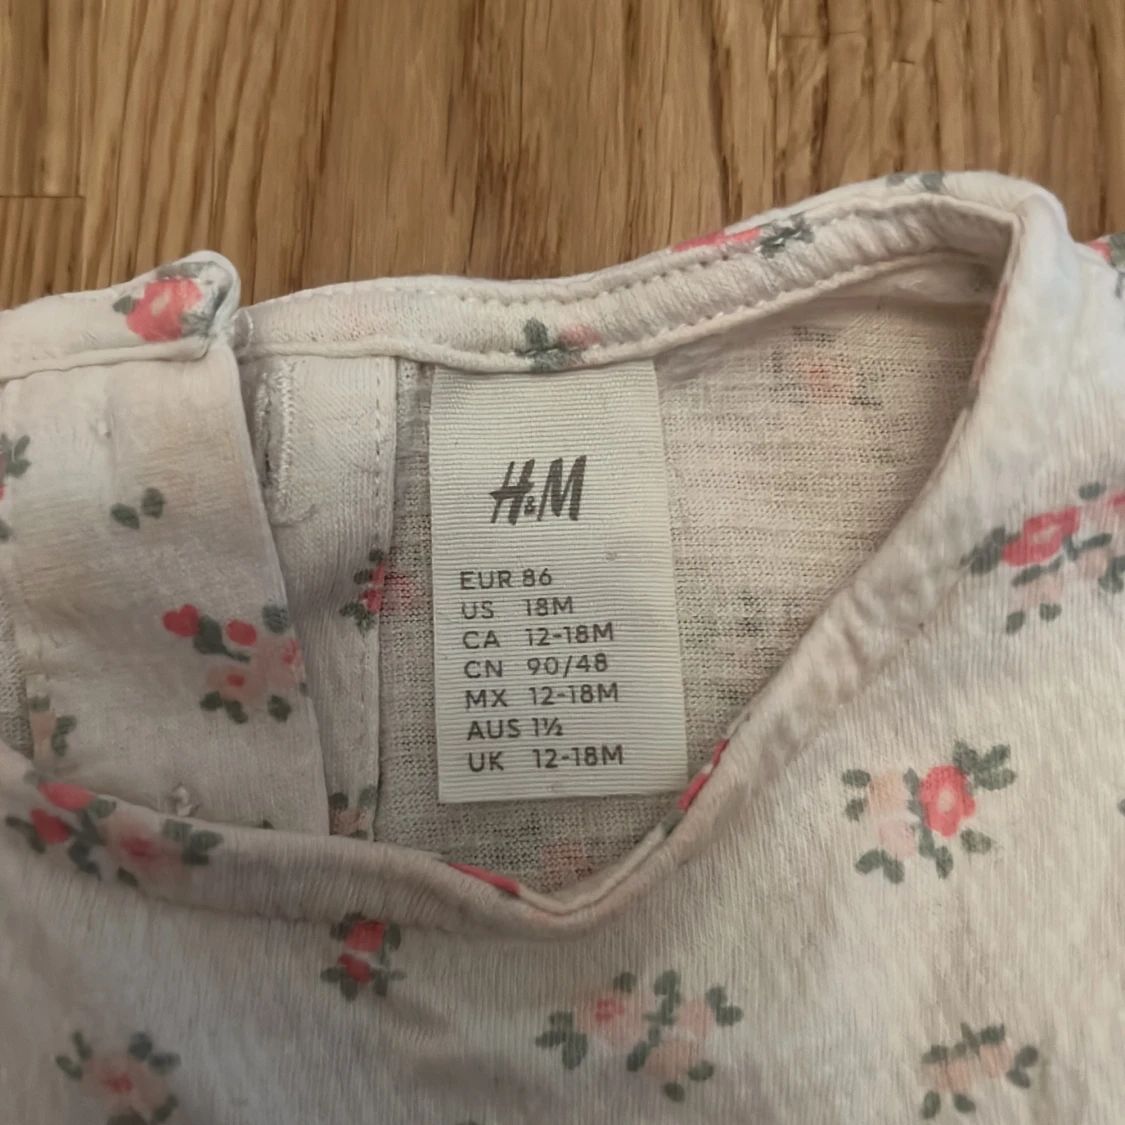 H&M
EUR 86
US 18M
CA 12-18M
CN 90/48
MX 12-18M
AUS 1½
UK 12-18M